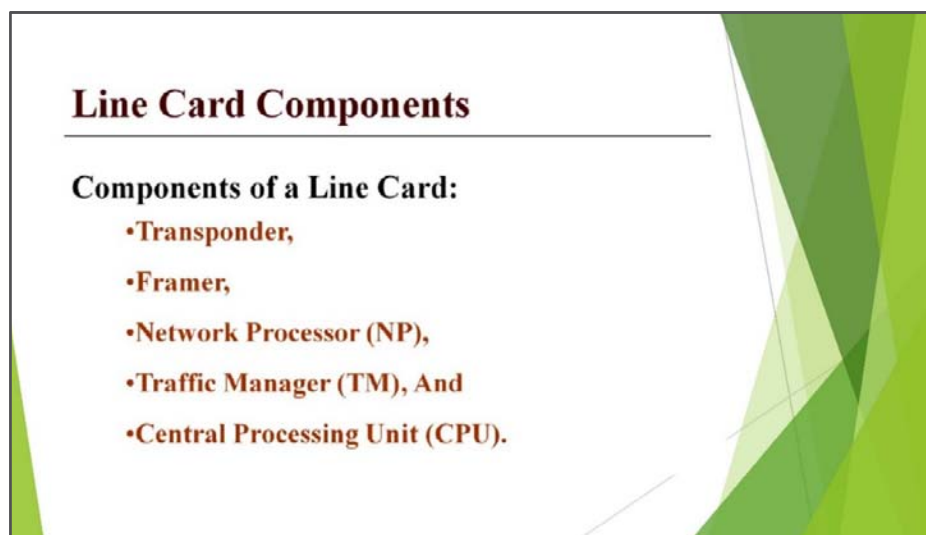 Line Card Components
Components of a Line Card:
•Transponder,
•Framer,
•Network Processor (NP),
•Traffic Manager (TM), And
•Central Processing Unit (CPU).